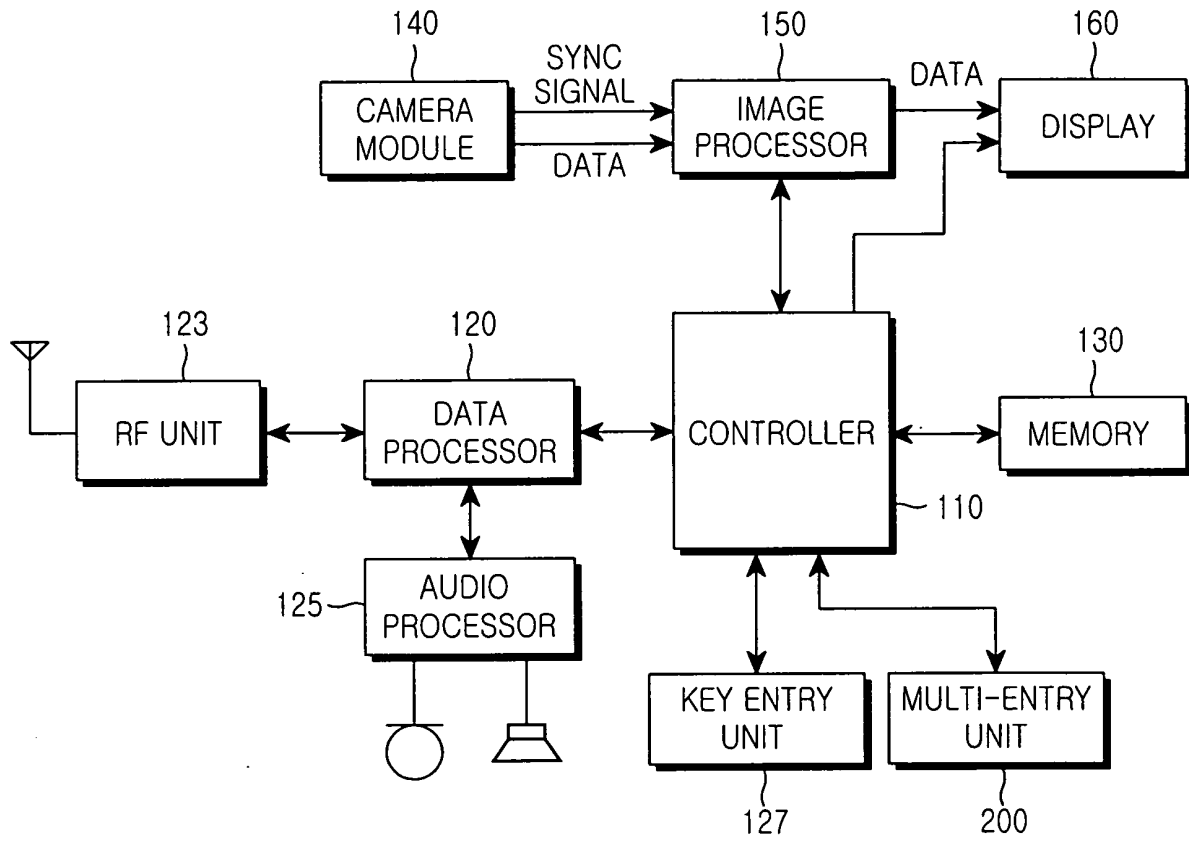 140
150
160
SYNC
SIGNAL
DATA
CAMERA
MODULE
IMAGE
PROCESSOR
DISPLAY
DATA
123
120
130
RF UNIT
DATA
PROCESSOR
CONTROLLER
MEMORY
110
125
AUDIO
PROCESSOR
KEY ENTRY
UNIT
MULTI-ENTRY
UNIT
127
200